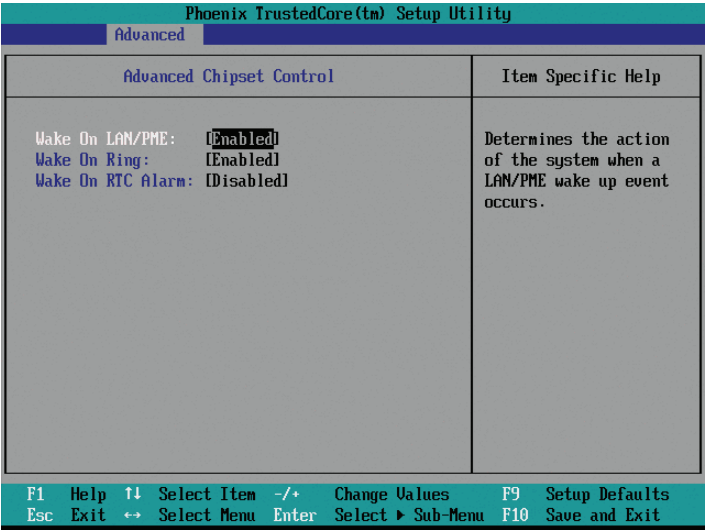 Phoenix TrustedCore(tm) Setup Utility
Advanced
Advanced Chipset Control
Item Specific Help
Wake On LAN/PME: [Enabled]
Wake On Ring: [Enabled]
Wake On RTC Alarm: [Disabled]
Determines the action
of the system when a
LAN/PME wake up event
occurs.
F1 Help ↑↓ Select Item -/+ Change Values F9 Setup Defaults
Esc Exit ↔ Select Menu Enter Select ▶ Sub-Menu F10 Save and Exit